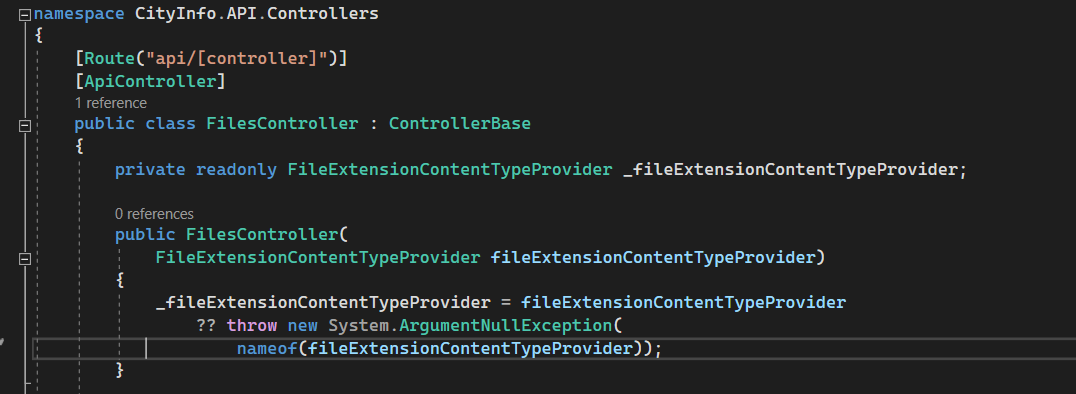 namespace CityInfo.API.Controllers
{
[Route("api/[controller]")]
[ApiController]
1 reference
public class FilesController : ControllerBase
{
private readonly FileExtensionContentTypeProvider _fileExtensionContentTypeProvider;
0 references
public FilesController(
FileExtensionContentTypeProvider fileExtensionContentTypeProvider)
{
_fileExtensionContentTypeProvider = fileExtensionContentTypeProvider
?? throw new System.ArgumentNullException(
nameof(fileExtensionContentTypeProvider));
}